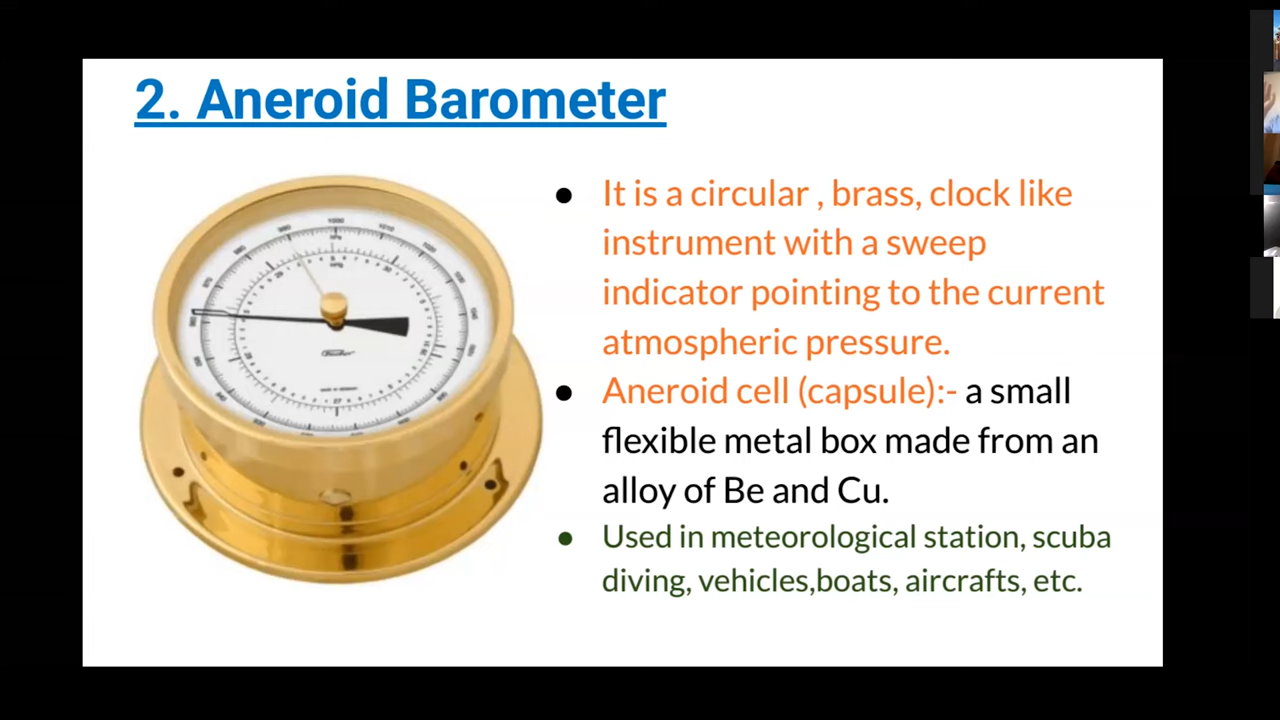 2. Aneroid Barometer
● It is a circular , brass, clock like
instrument with a sweep
indicator pointing to the current
atmospheric pressure.
● Aneroid cell (capsule):- a small
flexible metal box made from an
alloy of Be and Cu.
● Used in meteorological station, scuba
diving, vehicles,boats, aircrafts, etc.
1000
hPa